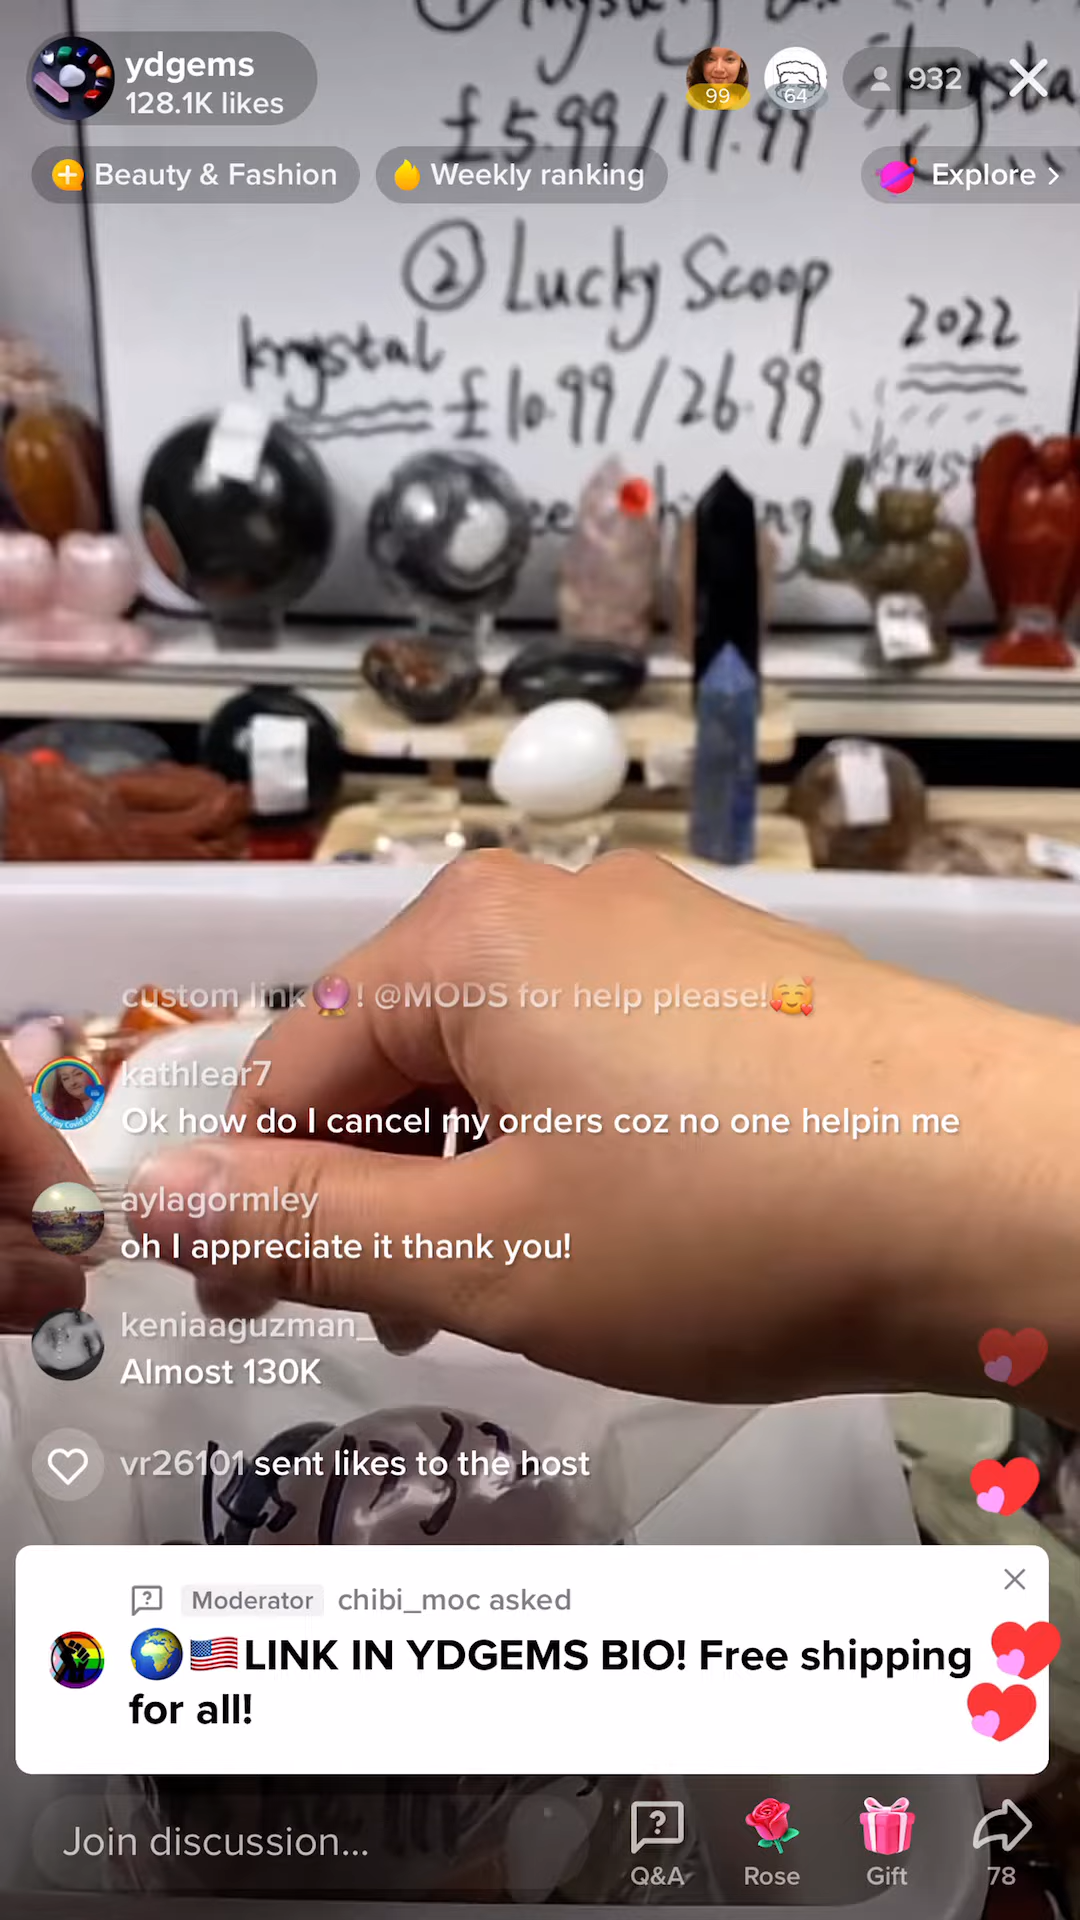 ydgems
128.1K likes
99
64
932
£5.99/11.99
Beauty & Fashion
Weekly ranking
Explore
② Lucky Scoop
2022
krystal
£10.99/26.99
custom link🔮! @MODS for help please!🥰
kathlear7
Ok how do I cancel my orders coz no one helpin me
aylagormley
oh I appreciate it thank you!
keniaaguzman_
Almost 130K
vr26101 sent likes to the host
Moderator chibi_moc asked
🌍🇺🇸LINK IN YDGEMS BIO! Free shipping
for all!
Join discussion...
Q&A
Rose
Gift
78